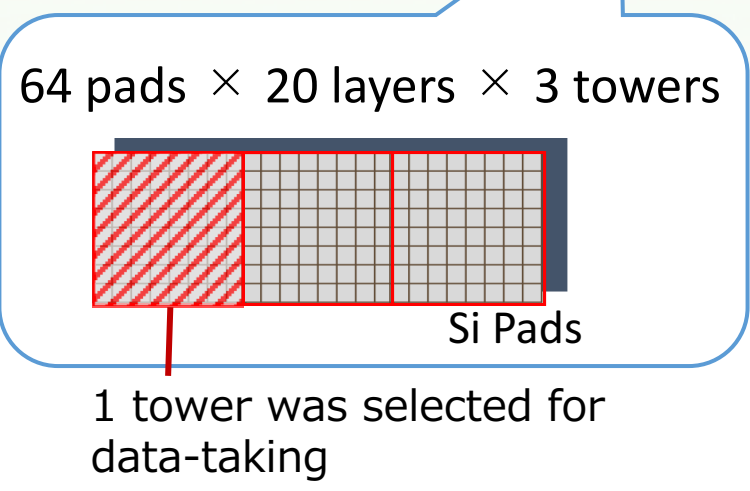 64 pads × 20 layers × 3 towers
Si Pads
1 tower was selected for
data-taking